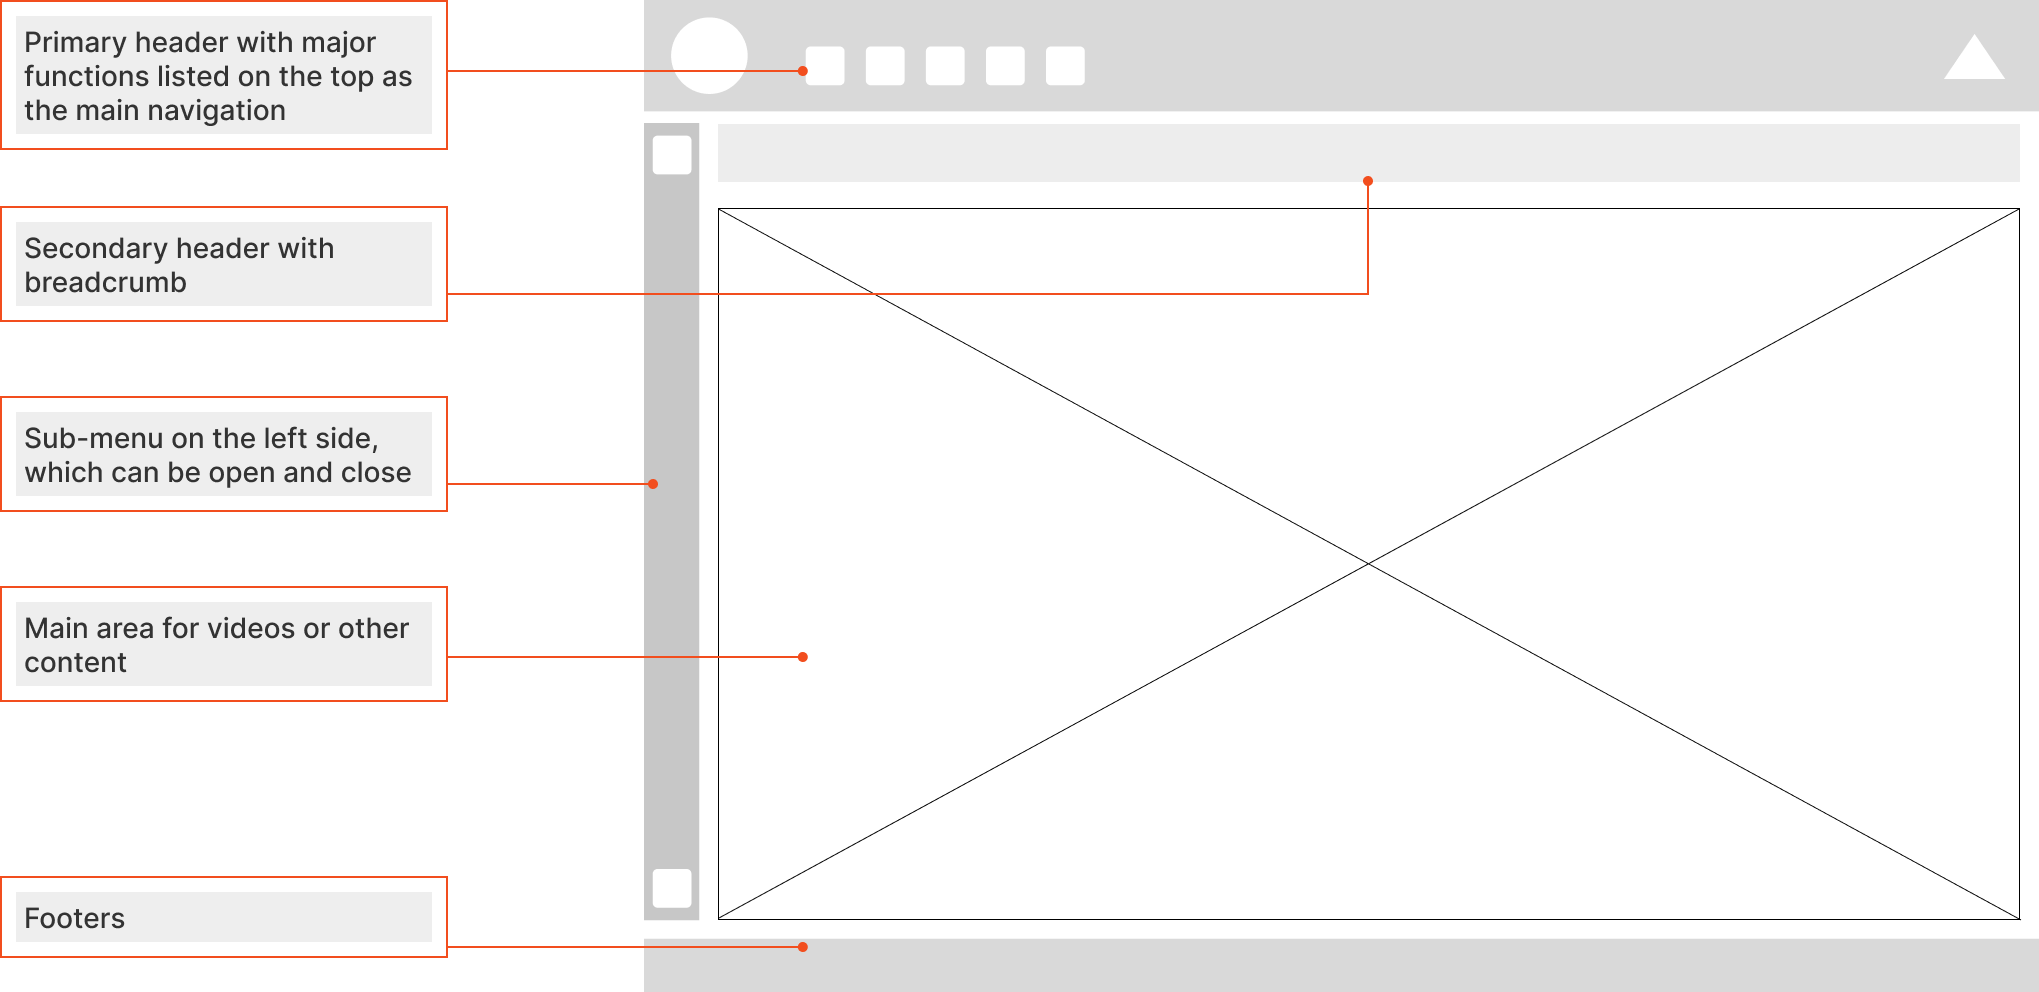 Primary header with major
functions listed on the top as
the main navigation
Secondary header with
breadcrumb
Sub-menu on the left side,
which can be open and close
Main area for videos or other
content
Footers